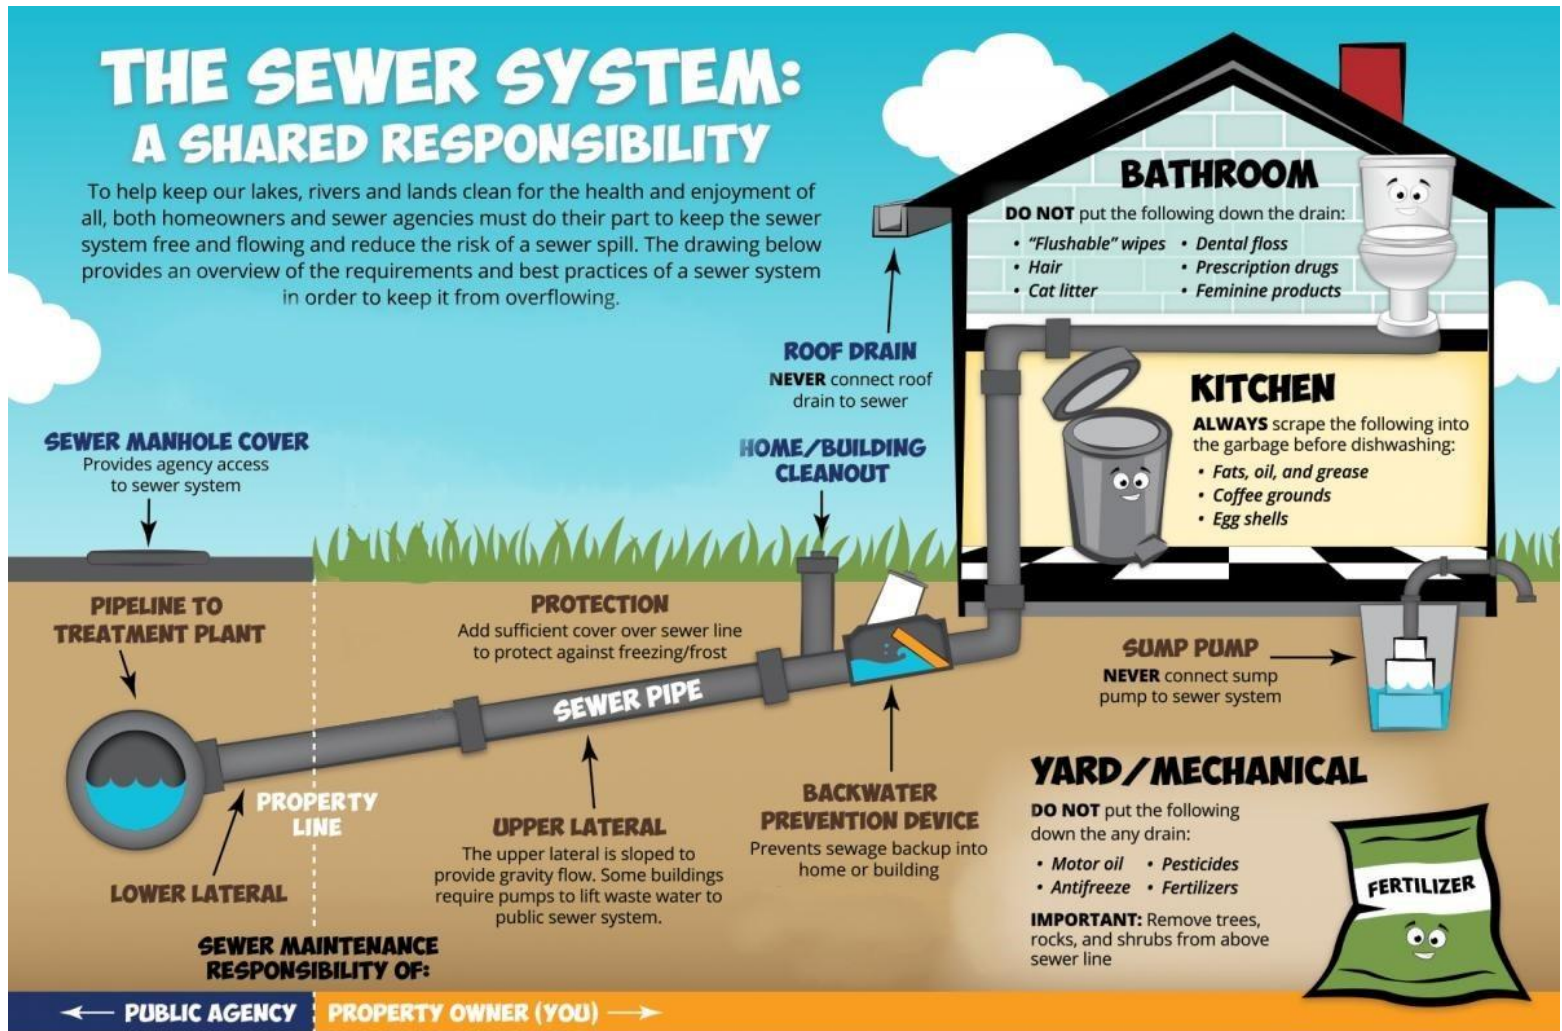 THE SEWER SYSTEM:
A SHARED RESPONSIBILITY
To help keep our lakes, rivers and lands clean for the health and enjoyment of
all, both homeowners and sewer agencies must do their part to keep the sewer
system free and flowing and reduce the risk of a sewer spill. The drawing below
provides an overview of the requirements and best practices of a sewer system
in order to keep it from overflowing.
BATHROOM
DO NOT put the following down the drain:
• "Flushable" wipes • Dental floss
• Hair • Prescription drugs
• Cat litter • Feminine products
ROOF DRAIN
NEVER connect roof
drain to sewer
KITCHEN
ALWAYS scrape the following into
the garbage before dishwashing:
• Fats, oil, and grease
• Coffee grounds
• Egg shells
SEWER MANHOLE COVER
Provides agency access
to sewer system
HOME/BUILDING
CLEANOUT
PIPELINE TO
TREATMENT PLANT
PROTECTION
Add sufficient cover over sewer line
to protect against freezing/frost
SEWER PIPE
SUMP PUMP
NEVER connect sump
pump to sewer system
PROPERTY
LINE
LOWER LATERAL
UPPER LATERAL
The upper lateral is sloped to
provide gravity flow. Some buildings
require pumps to lift waste water to
public sewer system.
BACKWATER
PREVENTION DEVICE
Prevents sewage backup into
home or building
YARD/MECHANICAL
DO NOT put the following
down the any drain:
• Motor oil • Pesticides
• Antifreeze • Fertilizers
IMPORTANT: Remove trees,
rocks, and shrubs from above
sewer line
FERTILIZER
SEWER MAINTENANCE
RESPONSIBILITY OF:
PUBLIC AGENCY
PROPERTY OWNER (YOU)